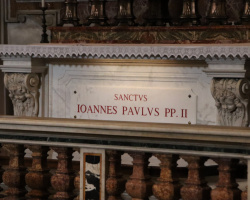 SANCTVS
IOANNES PAVLVS PP. II